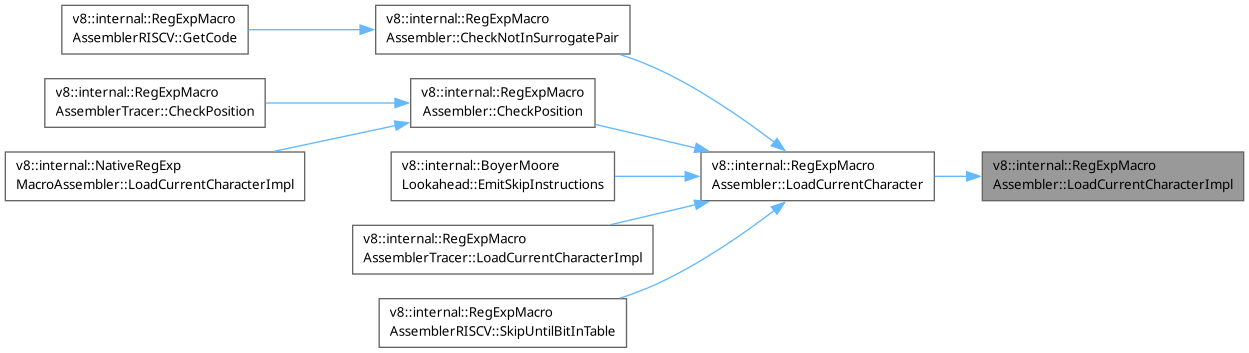 v8::internal::RegExpMacro
AssemblerRISCV::GetCode
v8::internal::RegExpMacro
Assembler::CheckNotInSurrogatePair
v8::internal::RegExpMacro
AssemblerTracer::CheckPosition
v8::internal::RegExpMacro
Assembler::CheckPosition
v8::internal::NativeRegExp
MacroAssembler::LoadCurrentCharacterImpl
v8::internal::BoyerMoore
Lookahead::EmitSkipInstructions
v8::internal::RegExpMacro
Assembler::LoadCurrentCharacter
v8::internal::RegExpMacro
Assembler::LoadCurrentCharacterImpl
v8::internal::RegExpMacro
AssemblerTracer::LoadCurrentCharacterImpl
v8::internal::RegExpMacro
AssemblerRISCV::SkipUntilBitInTable